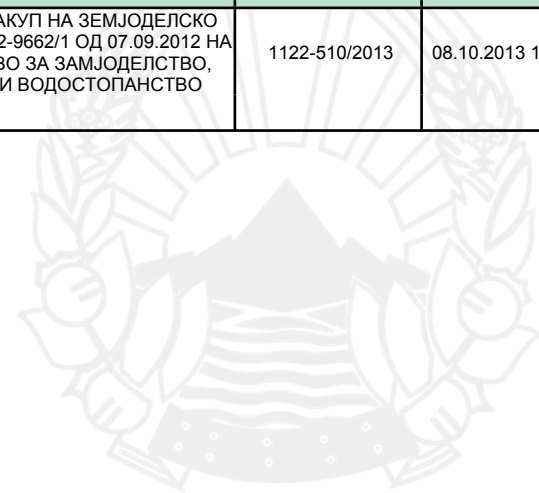 АКУП НА ЗЕМЈОДЕЛСКО
2-9662/1 ОД 07.09.2012 НА
ВО ЗА ЗАМЈОДЕЛСТВО,
И ВОДОСТОПАНСТВО
1122-510/2013
08.10.2013 1